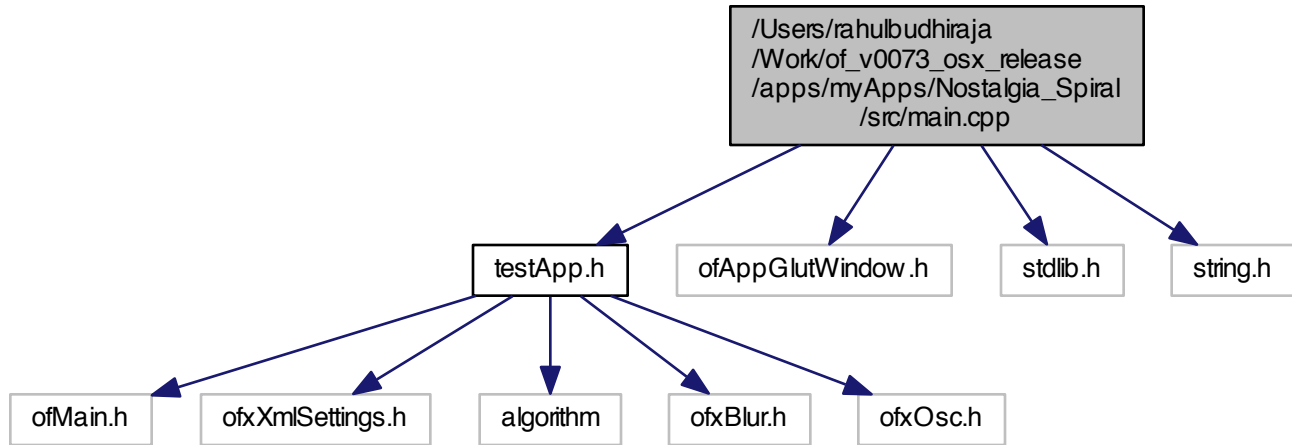 /Users/rahulbudhiraja
/Work/of_v0073_osx_release
/apps/myApps/Nostalgia_Spiral
/src/main.cpp
testApp.h
ofAppGlutWindow.h
stdlib.h
string.h
ofMain.h
ofxXmlSettings.h
algorithm
ofxBlur.h
ofxOsc.h